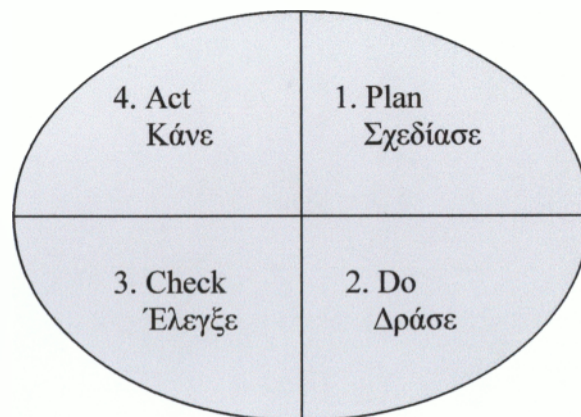 4. Act
Κάνε
1. Plan
Σχεδίασε
3. Check
Έλεγξε
2. Do
Δράσε